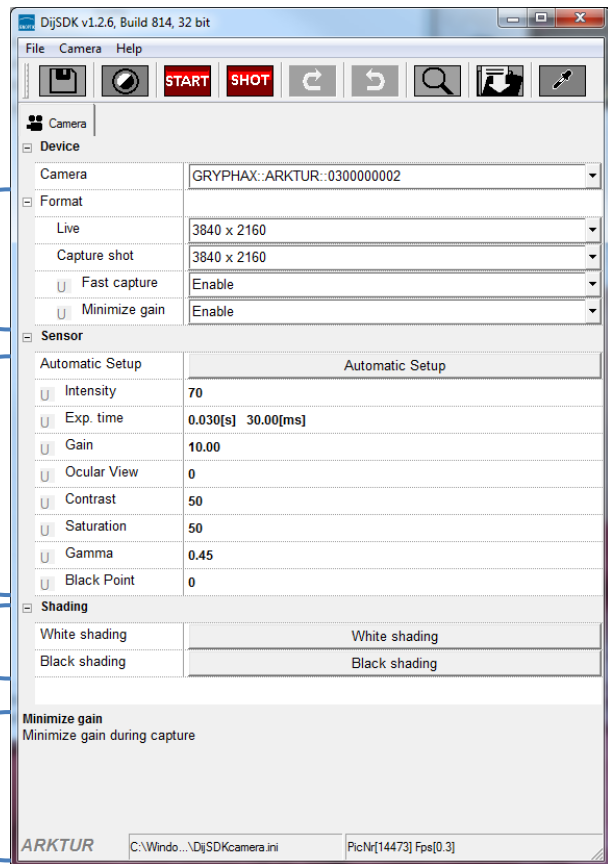 DijSDK v1.2.6, Build 814, 32 bit
File Camera Help
START SHOT
Camera
Device
Camera GRYPHAX::ARKTUR::0300000002
Format
Live 3840 x 2160
Capture shot 3840 x 2160
U Fast capture Enable
U Minimize gain Enable
Sensor
Automatic Setup Automatic Setup
U Intensity 70
U Exp. time 0.030[s] 30.00[ms]
U Gain 10.00
U Ocular View 0
U Contrast 50
U Saturation 50
U Gamma 0.45
U Black Point 0
Shading
White shading White shading
Black shading Black shading
Minimize gain
Minimize gain during capture
ARKTUR C:\Windo...\DijSDKcamera.ini PicNr[14473] Fps[0.3]